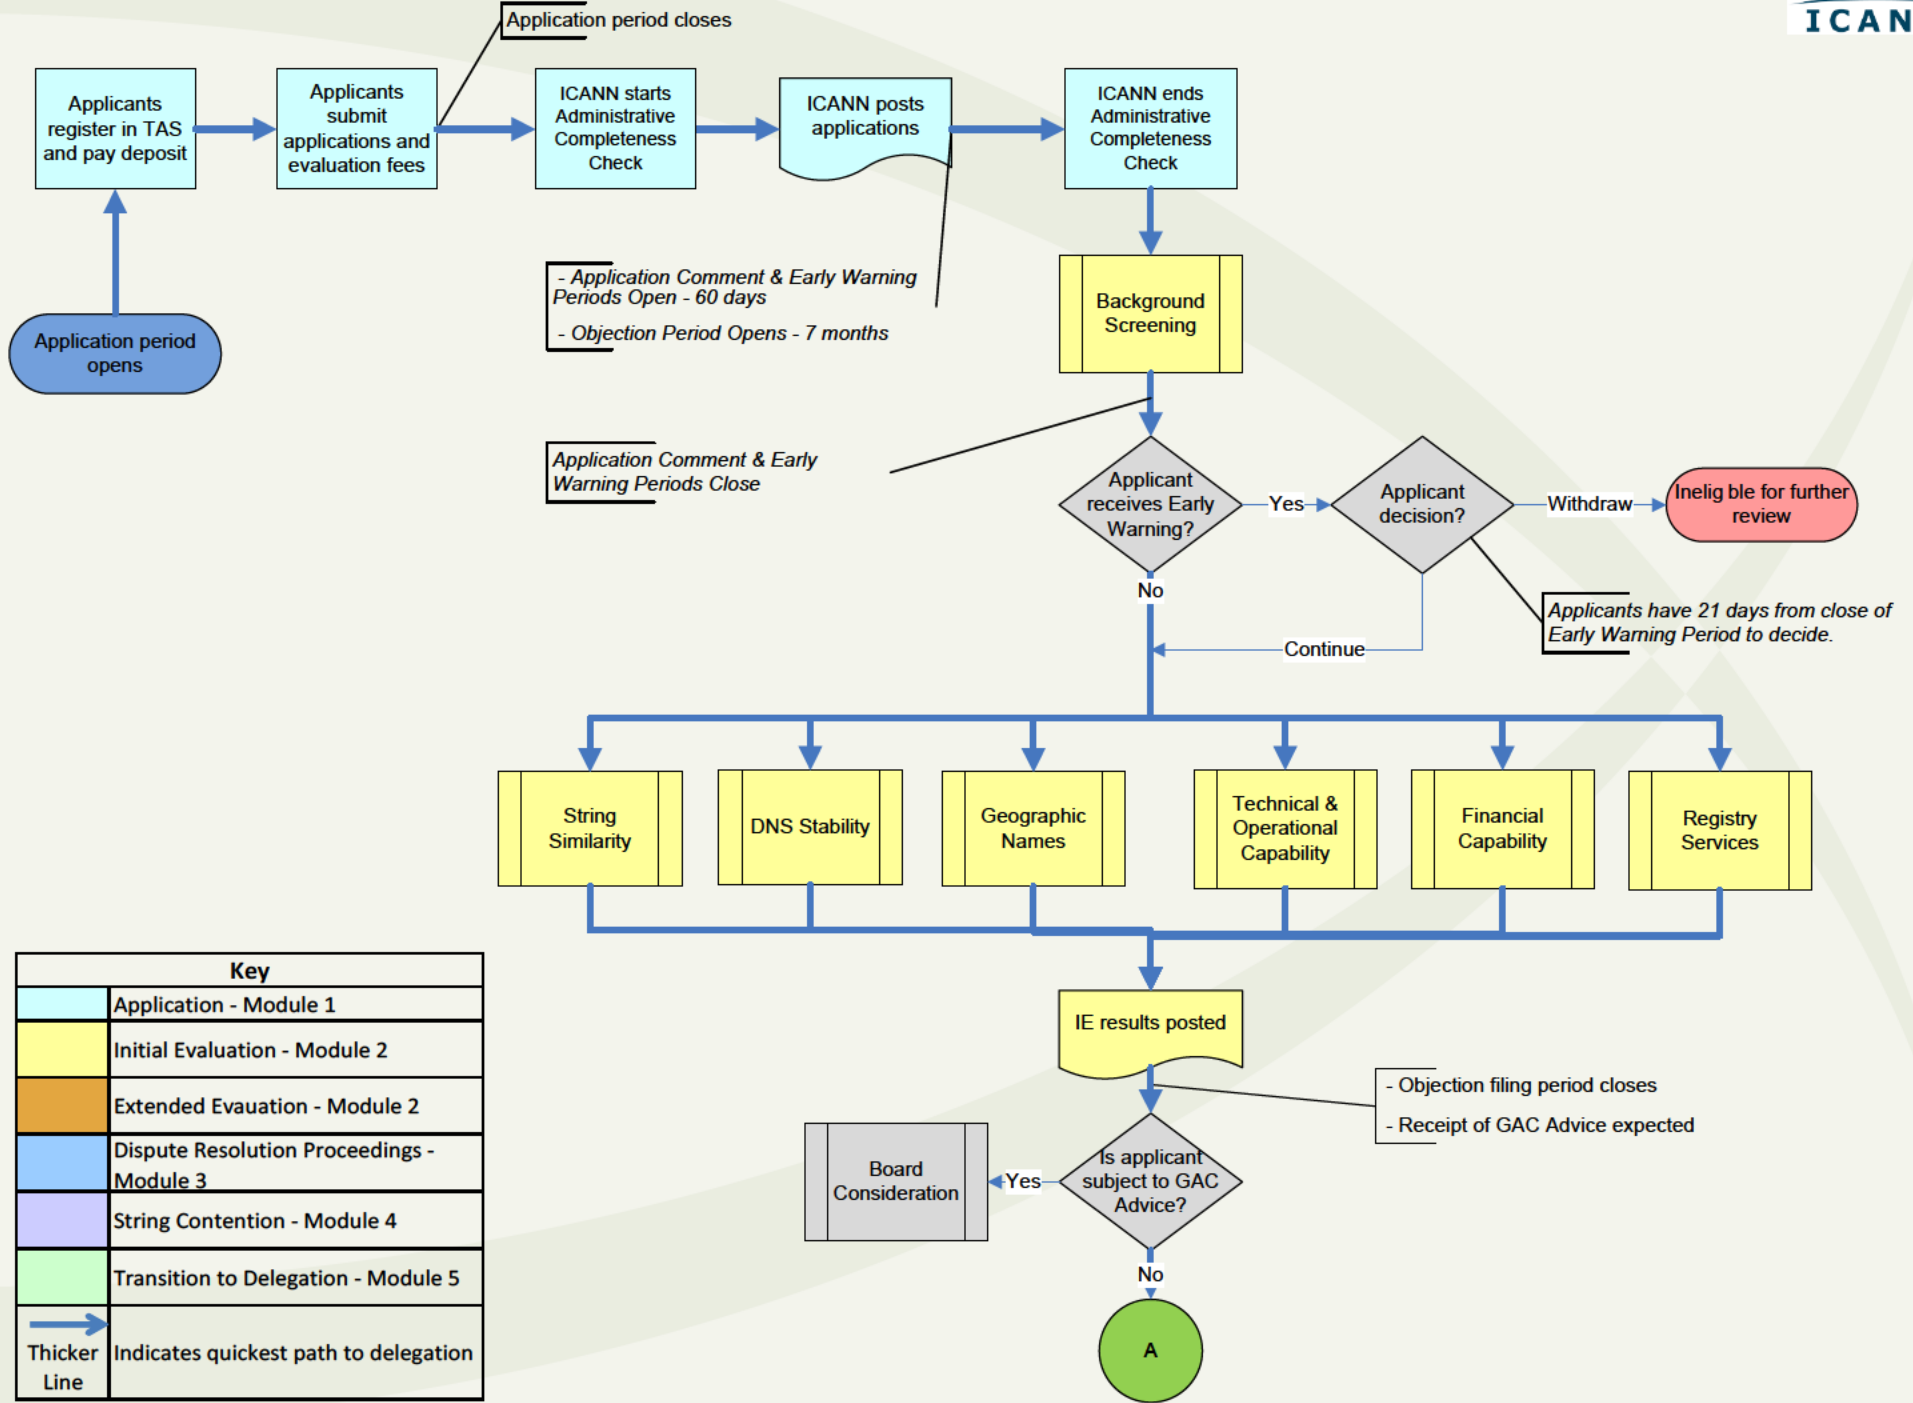 Application period closes
ICAN
Applicants
register in TAS
and pay deposit
Applicants
submit
applications and
evaluation fees
ICANN starts
Administrative
Completeness
Check
ICANN posts
applications
ICANN ends
Administrative
Completeness
Check
- Application Comment & Early Warning
Periods Open - 60 days
- Objection Period Opens - 7 months
Application period
opens
Background
Screening
Application Comment & Early
Warning Periods Close
Applicant
receives Early
Warning?
Yes
Applicant
decision?
Withdraw
Inelig ble for further
review
No
Continue
Applicants have 21 days from close of
Early Warning Period to decide.
String
Similarity
DNS Stability
Geographic
Names
Technical &
Operational
Capability
Financial
Capability
Registry
Services
IE results posted
- Objection filing period closes
- Receipt of GAC Advice expected
Is applicant
subject to GAC
Advice?
Yes
Board
Consideration
No
A
Key
Application - Module 1
Initial Evaluation - Module 2
Extended Evauation - Module 2
Dispute Resolution Proceedings -
Module 3
String Contention - Module 4
Transition to Delegation - Module 5
Thicker
Line
Indicates quickest path to delegation